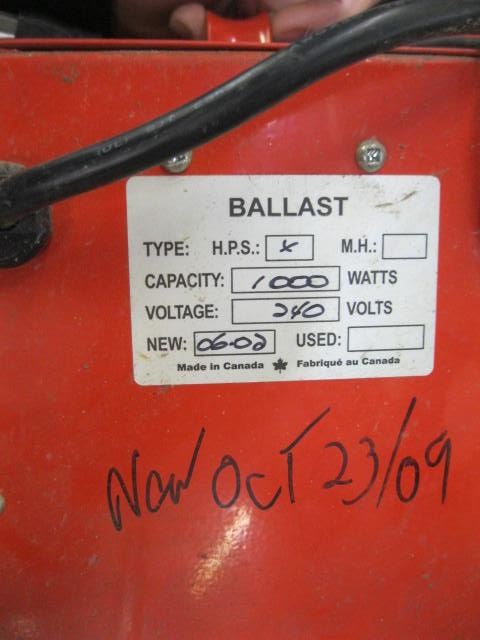 BALLAST
TYPE: H.P.S.: x M.H.:
CAPACITY: 1000 WATTS
VOLTAGE: 240 VOLTS
NEW: 06-02 USED:
Made in Canada Fabriqué au Canada
New Oct 23/09